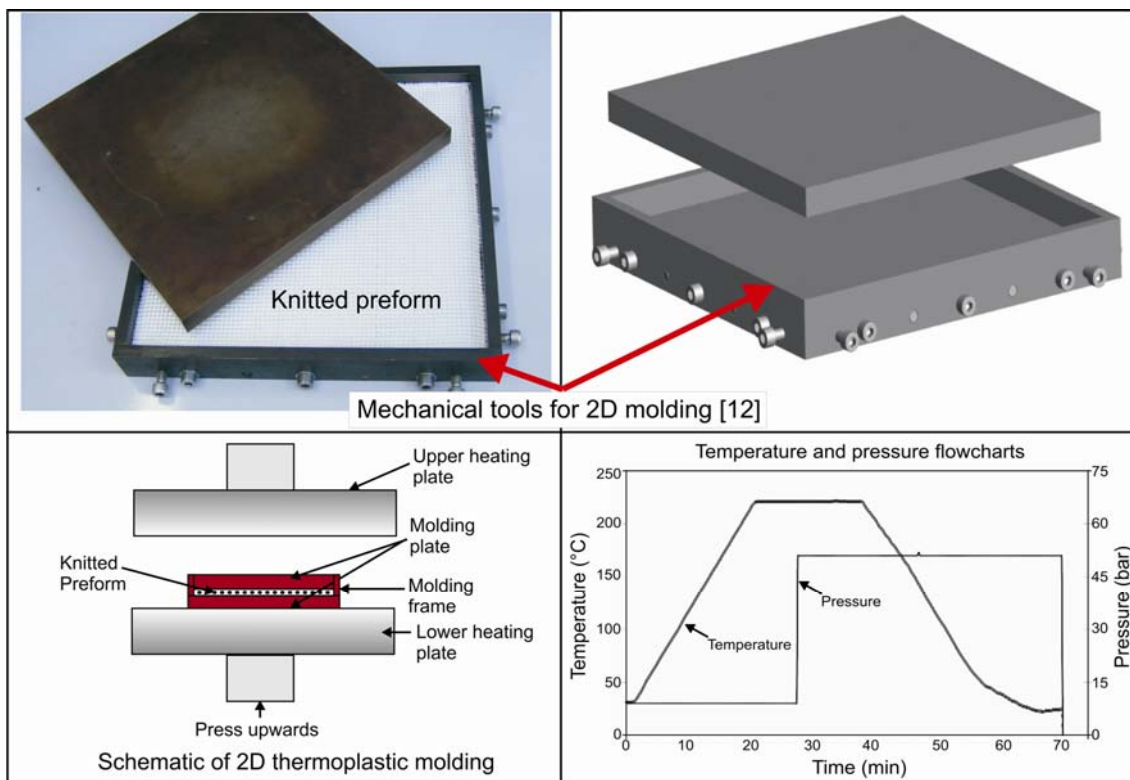 Knitted preform
Mechanical tools for 2D molding [12]
Upper heating
plate
Molding
plate
Knitted
Preform
Molding
frame
Lower heating
plate
Press upwards
Schematic of 2D thermoplastic molding
Temperature and pressure flowcharts
Temperature (°C)
250
200
150
100
50
0
Pressure (bar)
75
60
45
30
15
0
Pressure
Temperature
0 10 20 30 40 50 60 70
Time (min)